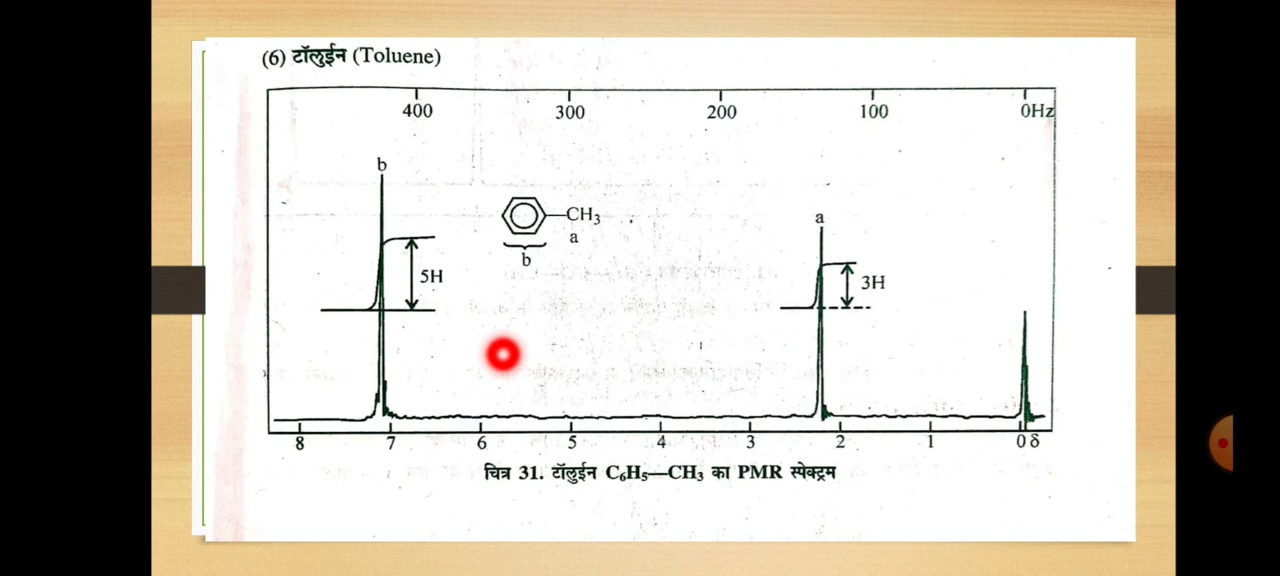 (6) टॉलुईन (Toluene)
400 300 200 100 0Hz
b
a
CH₃
a
b
5H
3H
8 7 6 5 4 3 2 1 0 δ
चित्र 31. टॉलुईन C₆H₅—CH₃ का PMR स्पेक्ट्रम